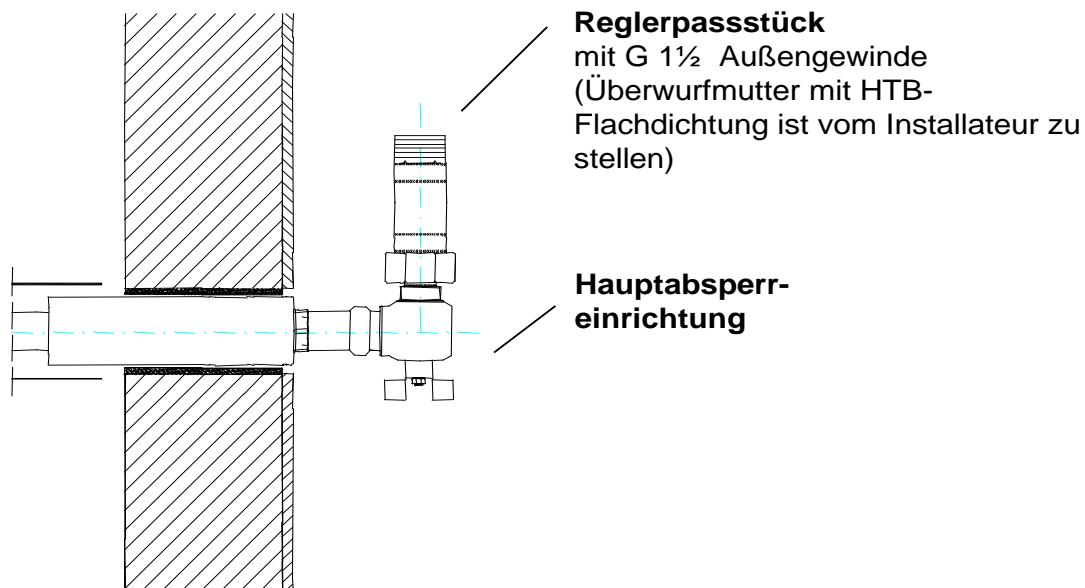 Reglerpassstück
mit G 1½  Außengewinde
(Überwurfmutter mit HTB-
Flachdichtung ist vom Installateur zu
stellen)
Hauptabsperr-
einrichtung